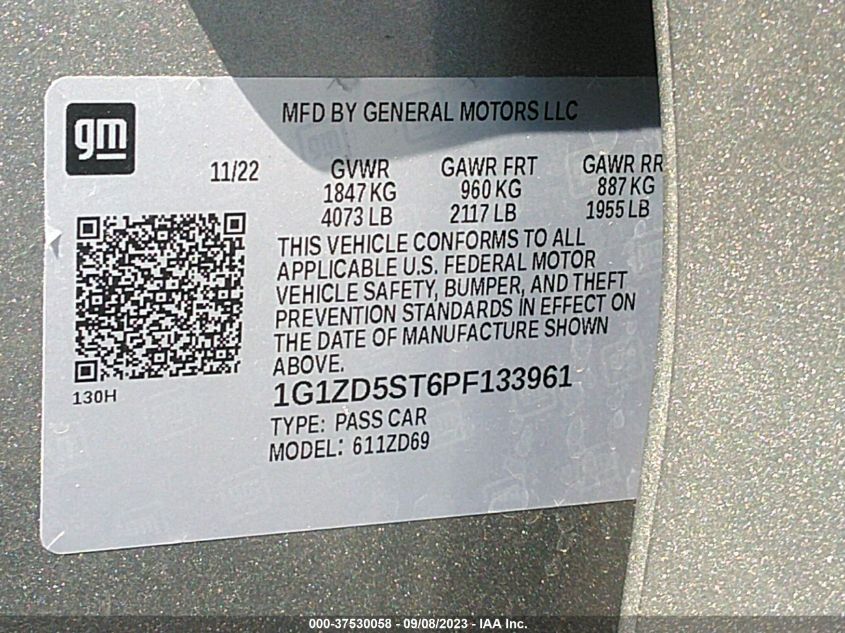 gm
MFD BY GENERAL MOTORS LLC
11/22
GVWR GAWR FRT GAWR RR
1847 KG 960 KG 887 KG
4073 LB 2117 LB 1955 LB
THIS VEHICLE CONFORMS TO ALL
APPLICABLE U.S. FEDERAL MOTOR
VEHICLE SAFETY, BUMPER, AND THEFT
PREVENTION STANDARDS IN EFFECT ON
THE DATE OF MANUFACTURE SHOWN
ABOVE.
130H
1G1ZD5ST6PF133961
TYPE: PASS CAR
MODEL: 611ZD69
000-37530058 - 09/08/2023 - IAA Inc.